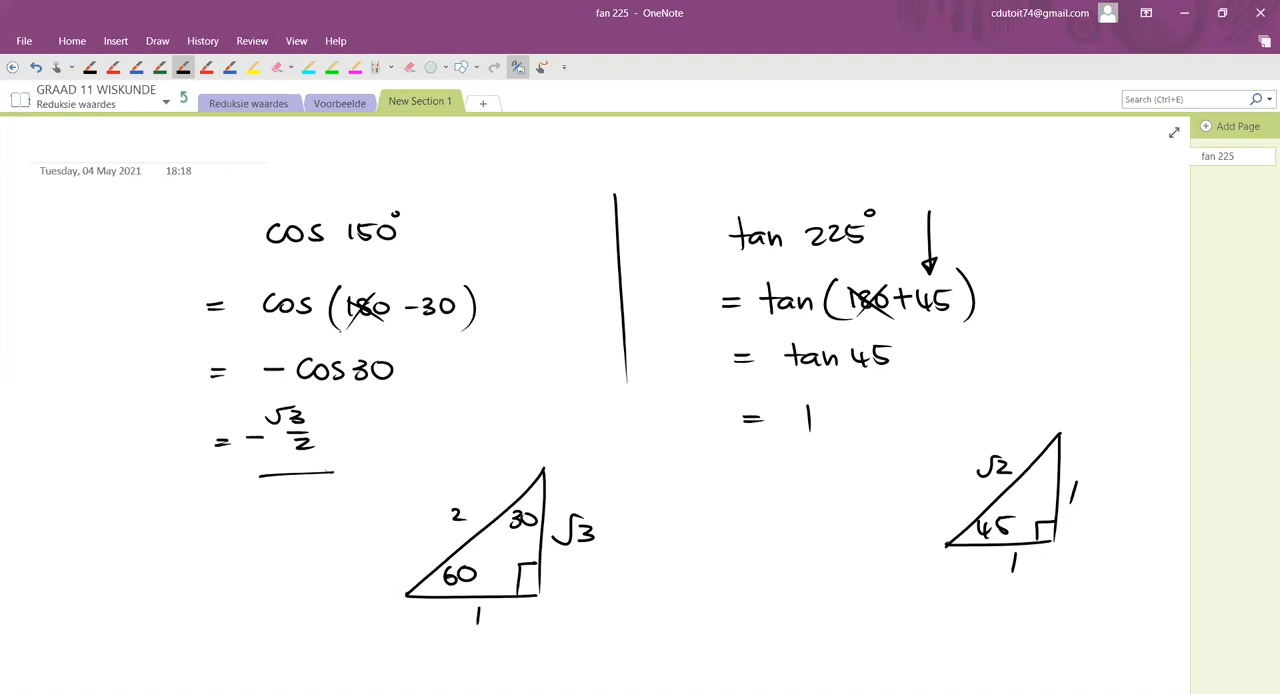 fan 225 - OneNote
cdutoit74@gmail.com
File Home Insert Draw History Review View Help
GRAAD 11 WISKUNDE
Reduksie waardes
Reduksie waardes
Voorbeelde
New Section 1
+
Search (Ctrl+E)
Add Page
fan 225
Tuesday, 04 May 2021 18:18
cos 150°
= cos (180 -30)
= - cos 30
= - √3/2
2
30
√3
60
1
tan 225°
= tan (180+45)
= tan 45
= 1
√2
1
45
1